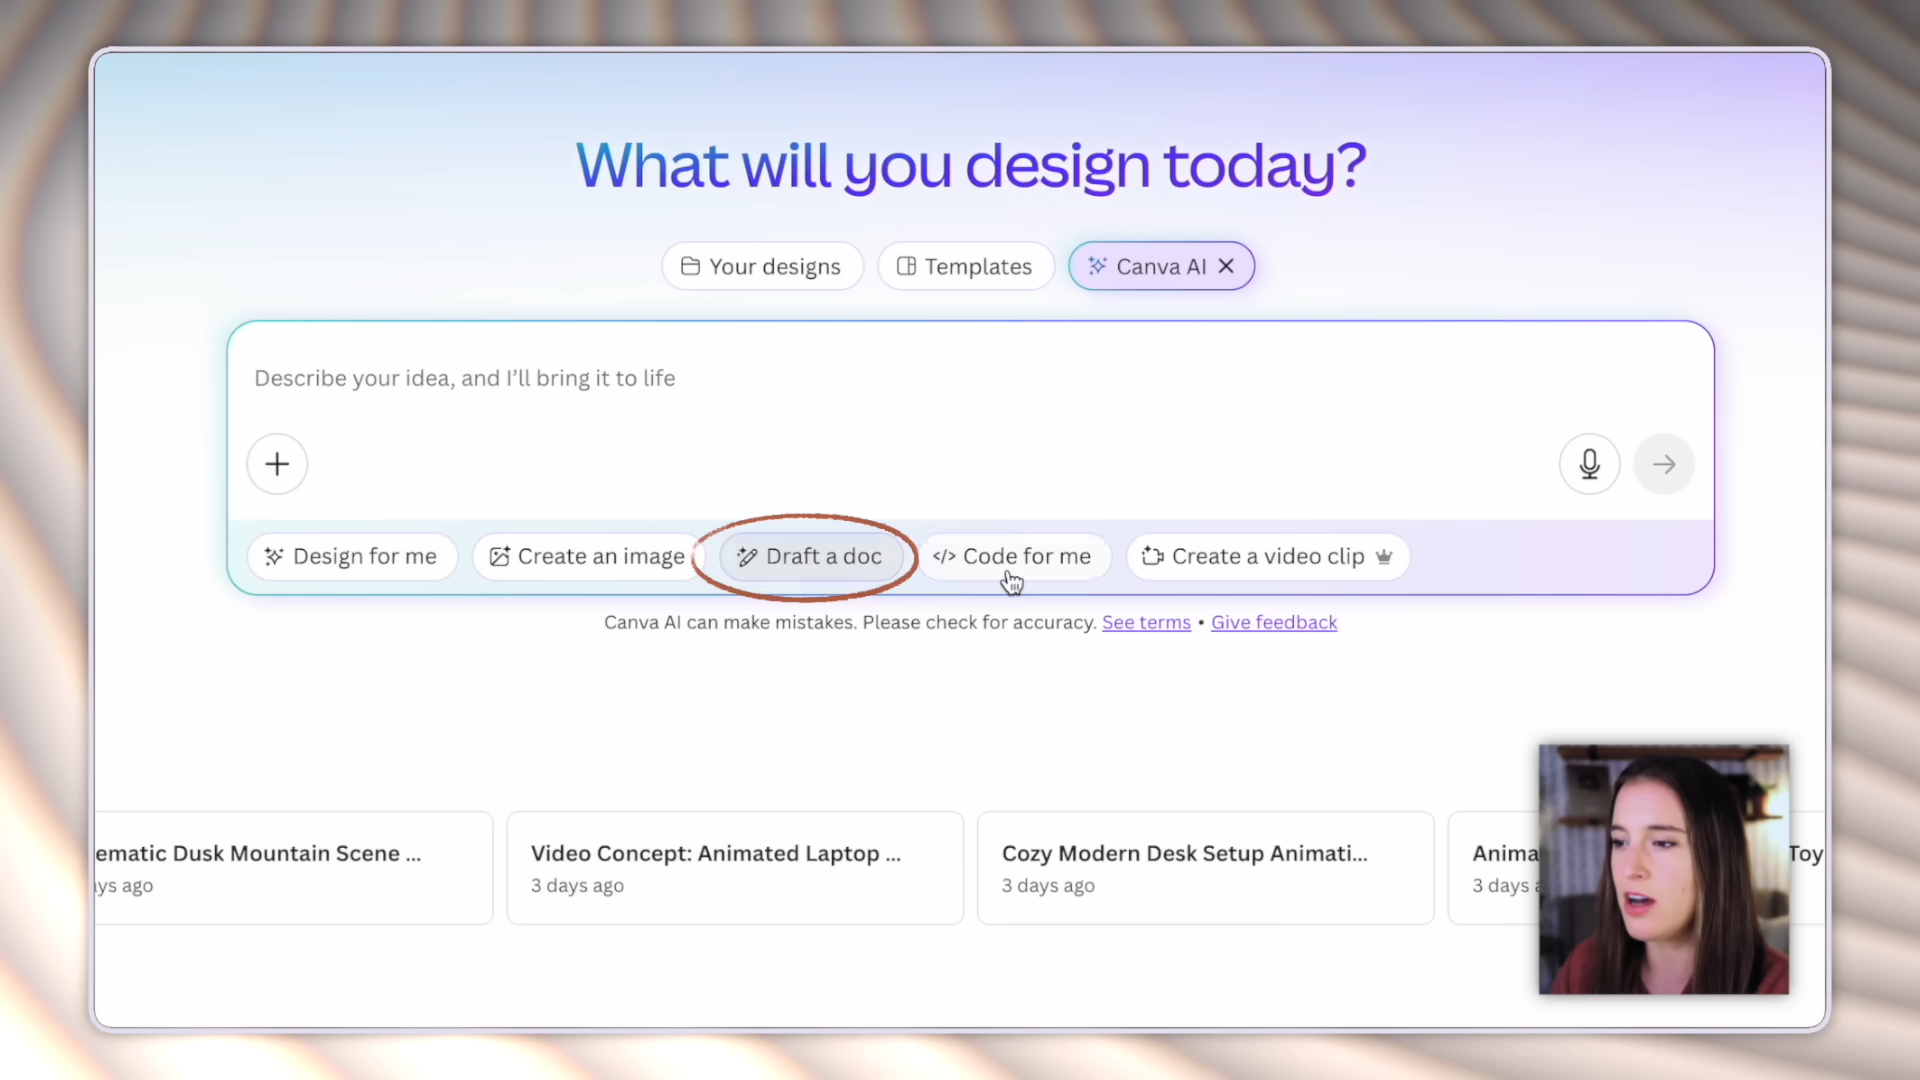 What will you design today?
Your designs
Templates
Canva AI
Describe your idea, and I'll bring it to life
Design for me
Create an image
Draft a doc
</> Code for me
Create a video clip
Canva AI can make mistakes. Please check for accuracy. See terms • Give feedback
ematic Dusk Mountain Scene ...
ys ago
Video Concept: Animated Laptop ...
3 days ago
Cozy Modern Desk Setup Animati...
3 days ago
Anima
Toy
3 days a